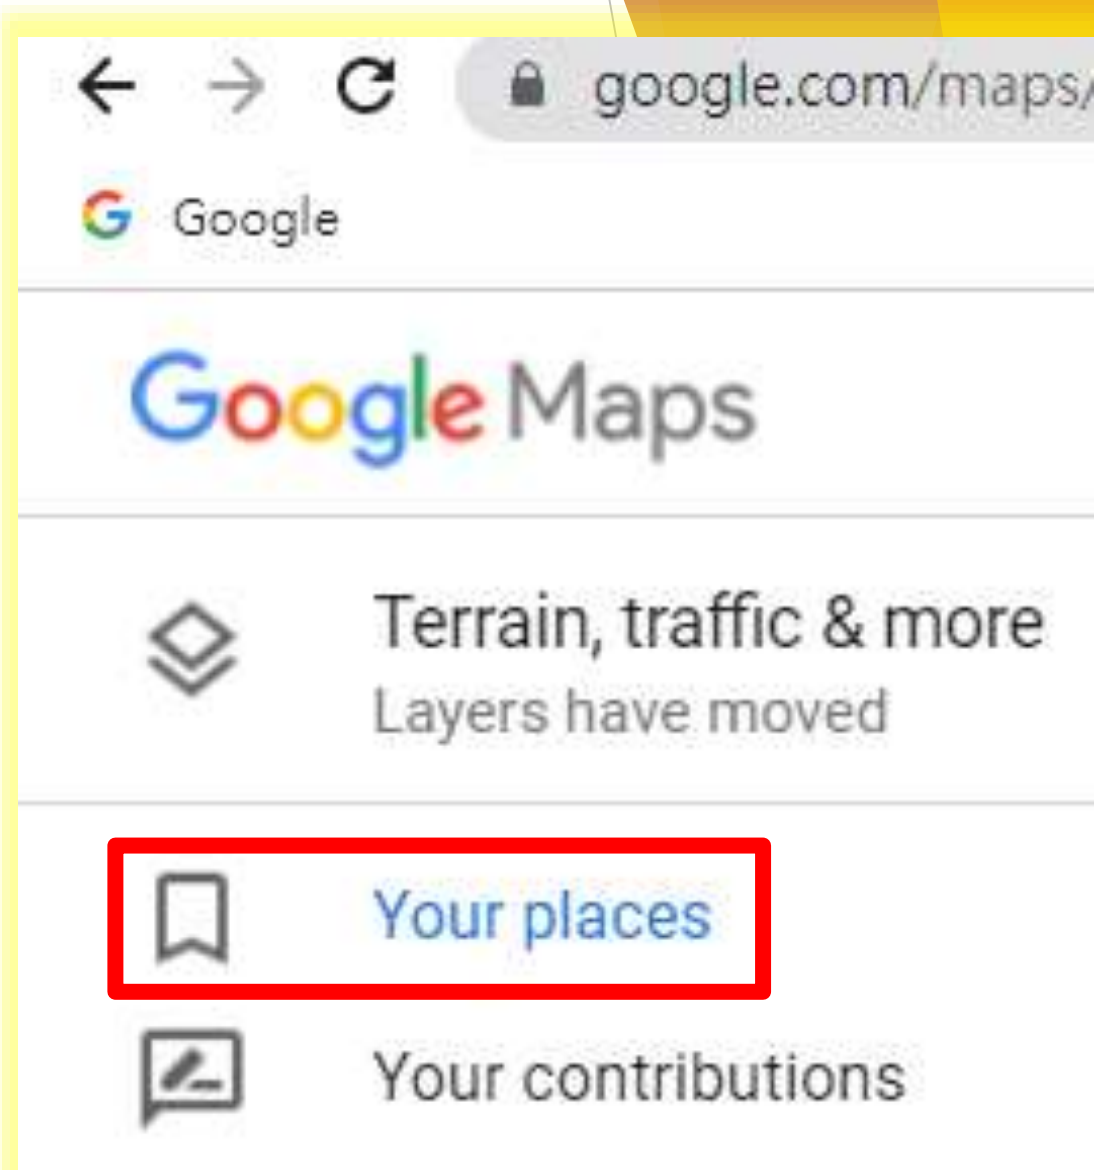 google.com/maps/
Google
Google Maps
Terrain, traffic & more
Layers have moved
Your places
Your contributions